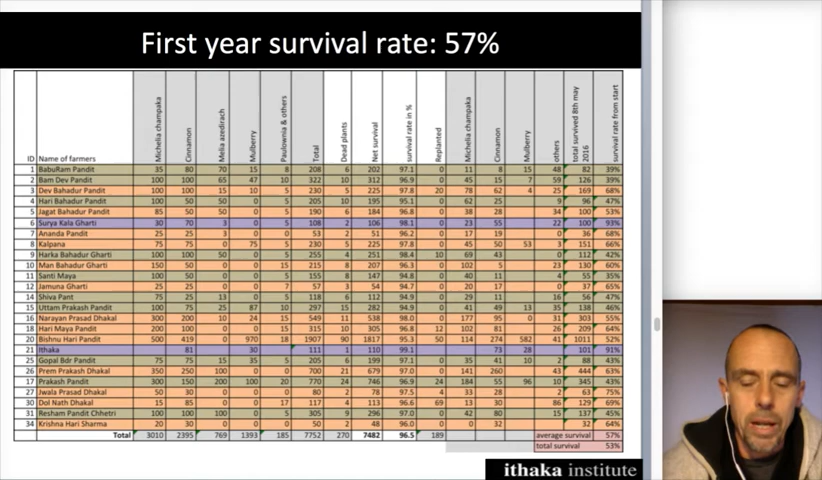 First year survival rate: 57%
ID Name of farmers Michelia champaka Cinnamon Melia azedirach Mulberry Paulownia & others Total Dead plants Net survival survival rate in % Replanted Michelia champaka Cinnamon Mulberry others total survived 8th may 2016 survival rate from start
1 BabuRam Pandit 35 80 70 15 8 208 6 202 97.1 0 11 8 15 48 82 39%
2 Bam Dev Pandit 100 100 65 47 10 322 10 312 96.9 0 45 15 7 59 126 39%
3 Dev Bahadur Pandit 100 100 15 10 5 230 5 225 97.8 20 78 62 4 25 169 68%
4 Hari Bahadur Pandit 100 50 50 0 5 205 10 195 95.1 0 62 25 9 96 47%
5 Jagat Bahadur Pandit 85 50 50 0 5 190 6 184 96.8 0 38 28 34 100 53%
6 Surya Kala Gharti 30 70 3 0 5 108 2 106 98.1 0 23 55 22 100 93%
7 Ananda Pandit 25 25 3 0 0 53 2 51 96.2 0 17 19 0 36 68%
8 Kalpana 75 75 0 75 5 230 5 225 97.8 0 45 50 53 3 151 66%
9 Harka Bahadur Gharti 100 100 50 0 5 255 4 251 98.4 10 69 43 0 112 42%
10 Man Bahadur Gharti 150 50 0 0 15 215 8 207 96.3 0 102 5 23 130 60%
11 Santi Maya 100 50 0 0 5 155 8 147 94.8 0 40 11 4 55 35%
12 Jamuna Gharti 25 25 0 0 7 57 3 54 94.7 0 20 17 0 37 65%
14 Shiva Pant 75 25 13 0 5 118 6 112 94.9 0 29 11 16 56 47%
15 Uttam Prakash Pandit 100 75 25 87 10 297 15 282 94.9 0 41 49 13 35 138 46%
16 Narayan Prasad Dhakal 300 200 10 24 15 549 11 538 98.0 0 177 95 0 31 303 55%
18 Hari Maya Pandit 200 100 0 0 15 315 10 305 96.8 12 102 81 26 209 64%
20 Bishnu Hari Pandit 500 419 0 970 18 1907 90 1817 95.3 50 114 274 582 41 1011 52%
21 Ithaka 81 30 111 1 110 99.1 73 28 101 91%
25 Gopal Bdr Pandit 75 75 15 35 5 205 6 199 97.1 0 35 41 10 2 88 43%
26 Prem Prakash Dhakal 350 250 100 0 0 700 21 679 97.0 0 141 260 43 444 63%
17 Prakash Pandit 300 150 200 100 20 770 24 746 96.9 24 184 55 96 10 345 43%
27 Jwala Prasad Dhakal 50 30 0 0 0 80 2 78 97.5 4 33 28 2 63 75%
30 Dol Nath Dhakal 15 85 0 0 17 117 4 113 96.6 69 13 30 86 129 69%
31 Resham Pandit Chhetri 100 100 100 0 5 305 9 296 97.0 0 42 80 15 137 45%
34 Krishna Hari Sharma 20 30 0 0 0 50 2 48 96.0 0 0 32 32 64%
Total 3010 2395 769 1393 185 7752 270 7482 96.5 189 average survival 57%
total survival 53%
ithaka institute